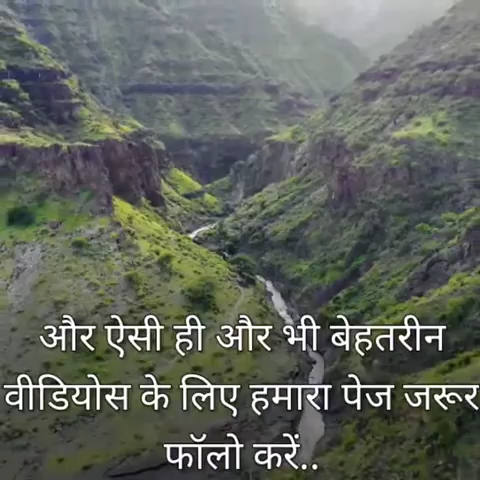 और ऐसी ही और भी बेहतरीन
वीडियोस के लिए हमारा पेज जरूर
फॉलो करें..